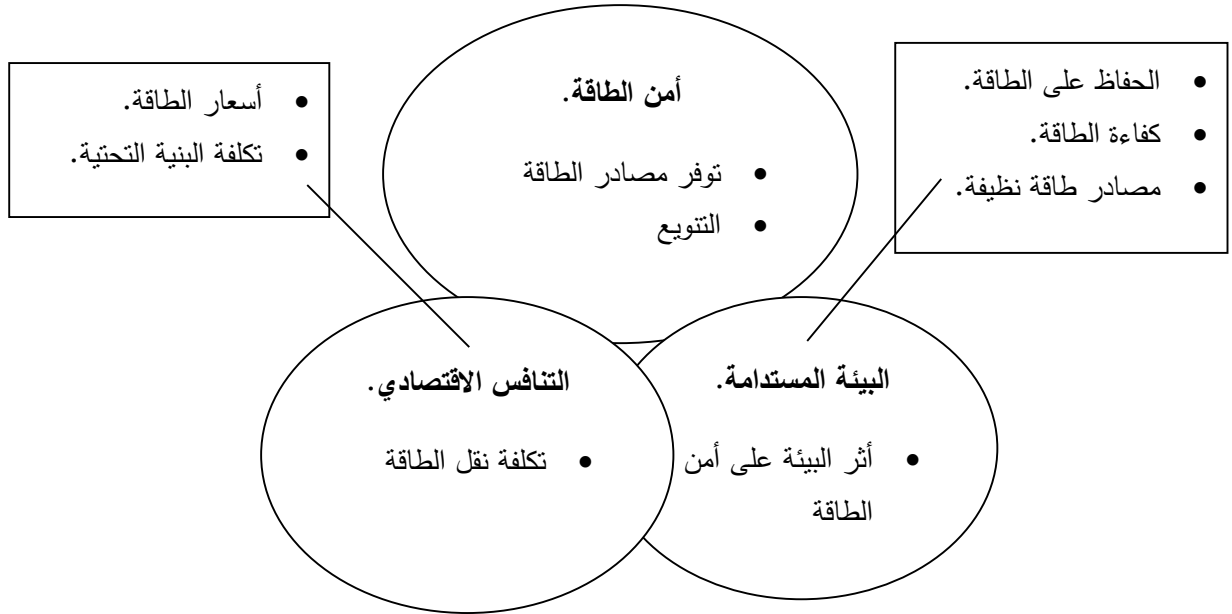 أمن الطاقة.
• توفر مصادر الطاقة
• التنويع
• الحفاظ على الطاقة.
• كفاءة الطاقة.
• مصادر طاقة نظيفة.
• أسعار الطاقة.
• تكلفة البنية التحتية.
البيئة المستدامة.
• أثر البيئة على أمن
الطاقة
التنافس الاقتصادي.
• تكلفة نقل الطاقة